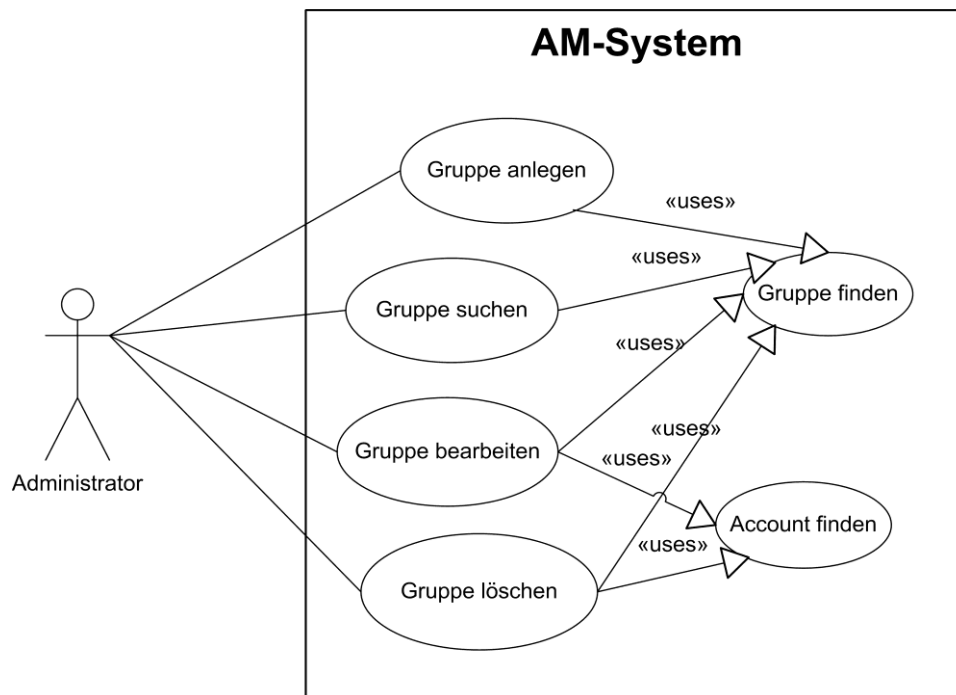 AM-System
Gruppe anlegen
«uses»
«uses»
Gruppe suchen
Gruppe finden
«uses»
Gruppe bearbeiten
«uses»
«uses»
Administrator
Account finden
«uses»
Gruppe löschen